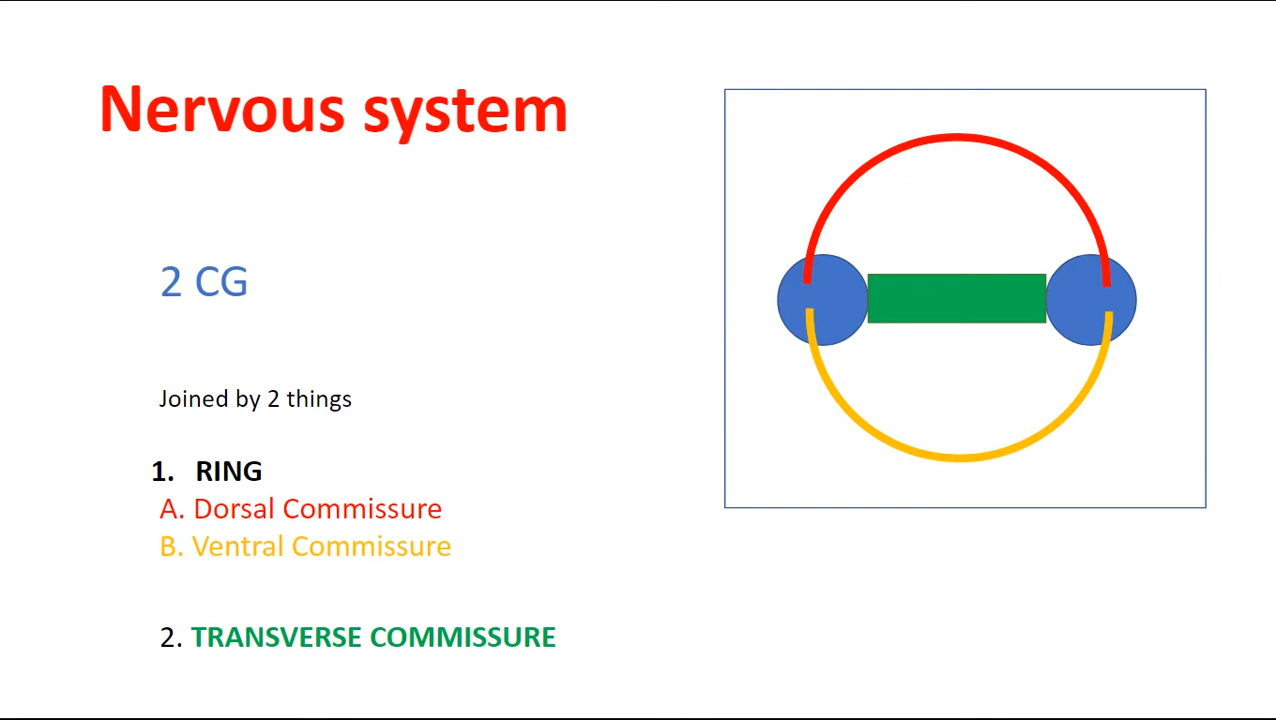 Nervous system
2 CG
Joined by 2 things
1. RING
A. Dorsal Commissure
B. Ventral Commissure
2. TRANSVERSE COMMISSURE